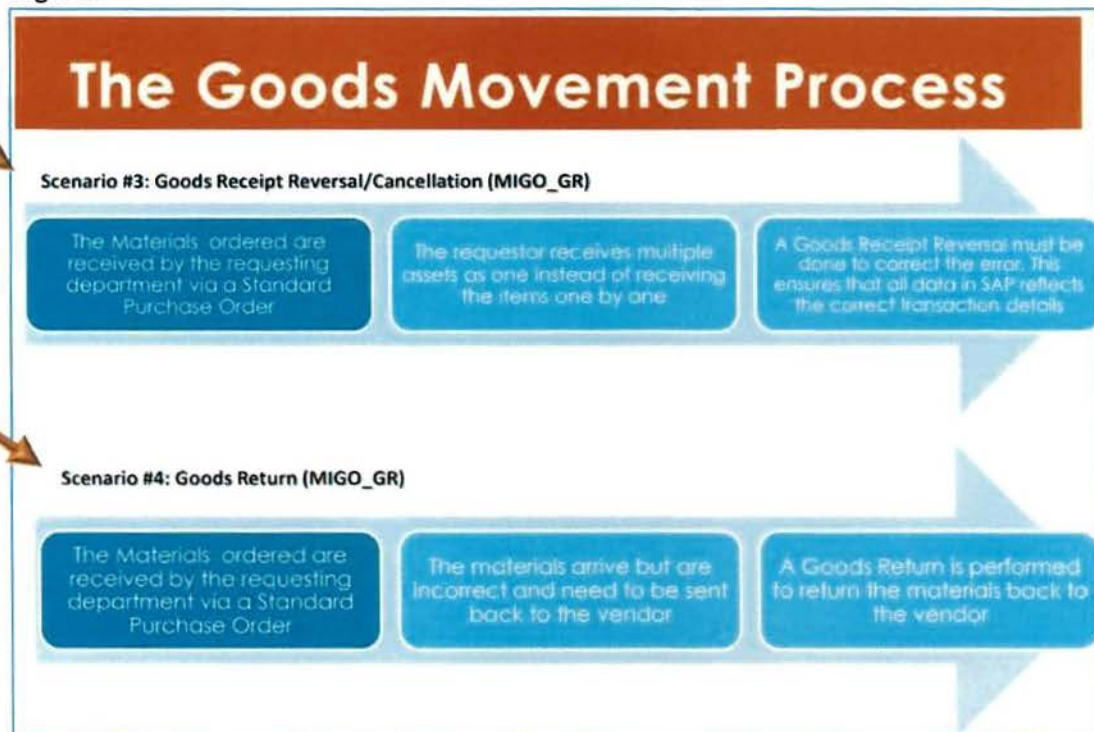 The Goods Movement Process
Scenario #3: Goods Receipt Reversal/Cancellation (MIGO_GR)
The Materials ordered are
received by the requesting
department via a Standard
Purchase Order
The requestor receives multiple
assets as one instead of receiving
the items one by one
A Goods Receipt Reversal must be
done to correct the error. This
ensures that all data in SAP reflects
the correct transaction details
Scenario #4: Goods Return (MIGO_GR)
The Materials ordered are
received by the requesting
department via a Standard
Purchase Order
The materials arrive but are
incorrect and need to be sent
back to the vendor
A Goods Return is performed
to return the materials back to
the vendor